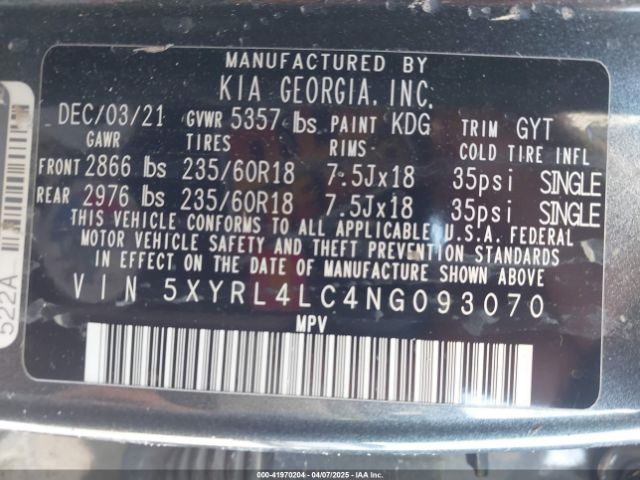 MANUFACTURED BY
KIA GEORGIA, INC.
DEC/03/21 GVWR 5357 lbs PAINT KDG TRIM GYT
GAWR TIRES RIMS: COLD TIRE INFL
FRONT 2866 lbs 235/60R18 7.5Jx18 35psi SINGLE
REAR 2976 lbs 235/60R18 7.5Jx18 35psi SINGLE
THIS VEHICLE CONFORMS TO ALL APPLICABLE U.S.A. FEDERAL
MOTOR VEHICLE SAFETY AND THEFT PREVENTION STANDARDS
IN EFFECT ON THE DATE OF MANUFACTURE SHOWN ABOVE
VIN 5XYRL4LC4NG093070
MPV
522A
000-41970204 - 04/07/2025 - #2822